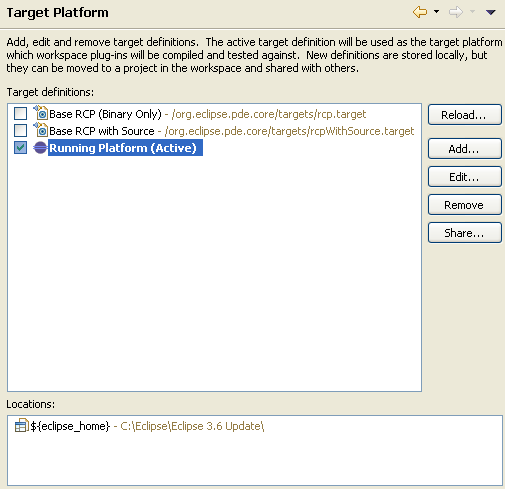 Target Platform
Add, edit and remove target definitions.  The active target definition will be used as the target platform
which workspace plug-ins will be compiled and tested against.  New definitions are stored locally, but
they can be moved to a project in the workspace and shared with others.
Target definitions:
Base RCP (Binary Only) - /org.eclipse.pde.core/targets/rcp.target
Base RCP with Source - /org.eclipse.pde.core/targets/rcpWithSource.target
Running Platform (Active)
Reload...
Add...
Edit...
Remove
Share...
Locations:
${eclipse_home} - C:\Eclipse\Eclipse 3.6 Update\